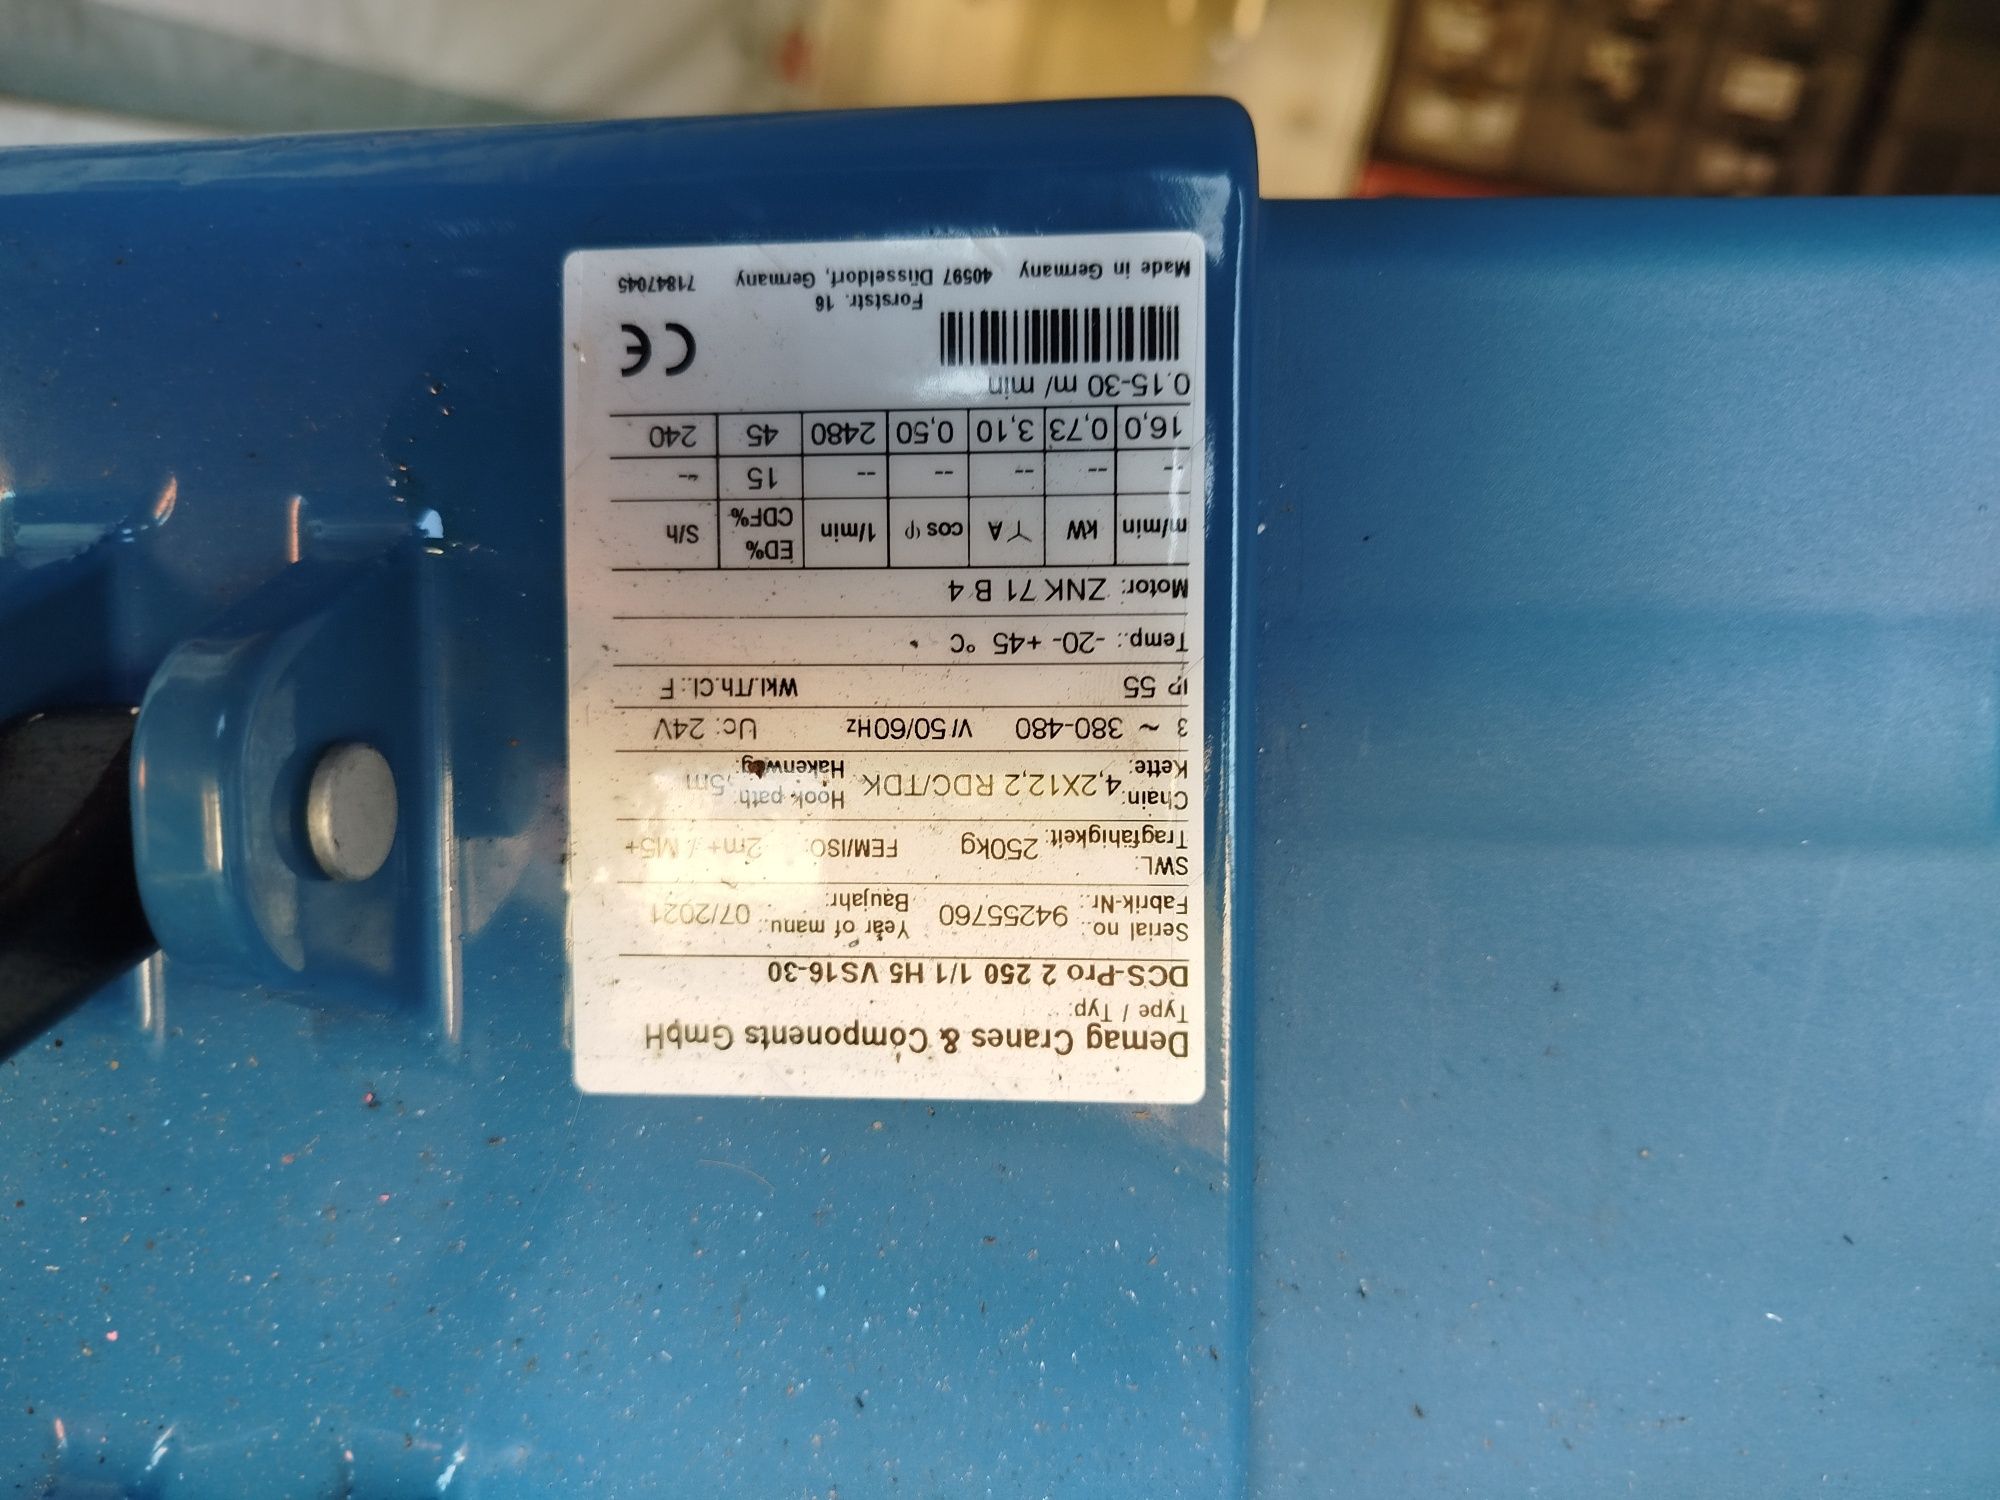 Demag Cranes & Components GmbH
Type / Typ:
DCS-Pro 2 250 1/1 H5 VS16-30
Serial no.: Fabrik-Nr.: 94255760 Year of manu.: Baujahr: 07/2021
SWL: Tragfähigkeit: 250kg FEM/ISO: 2m+ / M5+
Chain: Kette: 4,2X12,2 RDC/TDK Hook path: Hakenweg:
3 ~ 380-480 V/50/60Hz Uc: 24V
IP 55 Wkl./Th.Cl.: F
Temp.: -20- +45 °C
Motor: ZNK 71 B 4
m/min kW Y A cos φ 1/min ED% CDF% S/h
-- -- -- -- -- 15 --
16,0 0,73 3,10 0,50 2480 45 240
0.15-30 m/ min
CE
Forststr. 16
Made in Germany 40597 Düsseldorf, Germany 71847045